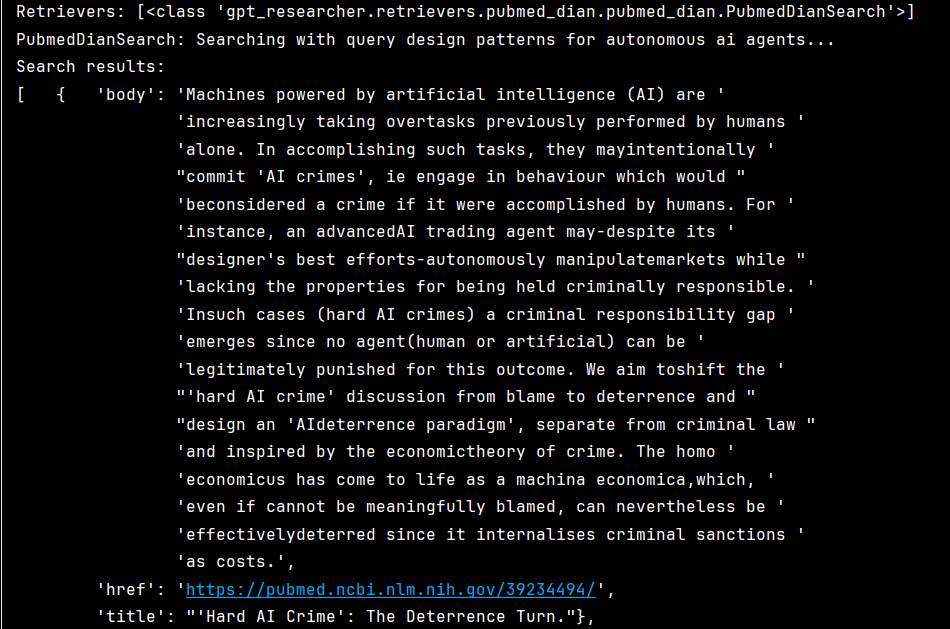 Retrievers: [<class 'gpt_researcher.retrievers.pubmed_dian.pubmed_dian.PubmedDianSearch'>]
PubmedDianSearch: Searching with query design patterns for autonomous ai agents...
Search results:
[   {   'body': 'Machines powered by artificial intelligence (AI) are '
                'increasingly taking overtasks previously performed by humans '
                'alone. In accomplishing such tasks, they mayintentionally '
                "commit 'AI crimes', ie engage in behaviour which would "
                'beconsidered a crime if it were accomplished by humans. For '
                'instance, an advancedAI trading agent may-despite its '
                "designer's best efforts-autonomously manipulatemarkets while "
                'lacking the properties for being held criminally responsible. '
                'Insuch cases (hard AI crimes) a criminal responsibility gap '
                'emerges since no agent(human or artificial) can be '
                'legitimately punished for this outcome. We aim toshift the '
                "'hard AI crime' discussion from blame to deterrence and "
                "design an 'AIdeterrence paradigm', separate from criminal law "
                'and inspired by the economictheory of crime. The homo '
                'economicus has come to life as a machina economica,which, '
                'even if cannot be meaningfully blamed, can nevertheless be '
                'effectivelydeterred since it internalises criminal sanctions '
                'as costs.',
        'href': 'https://pubmed.ncbi.nlm.nih.gov/39234494/',
        'title': "'Hard AI Crime': The Deterrence Turn."},